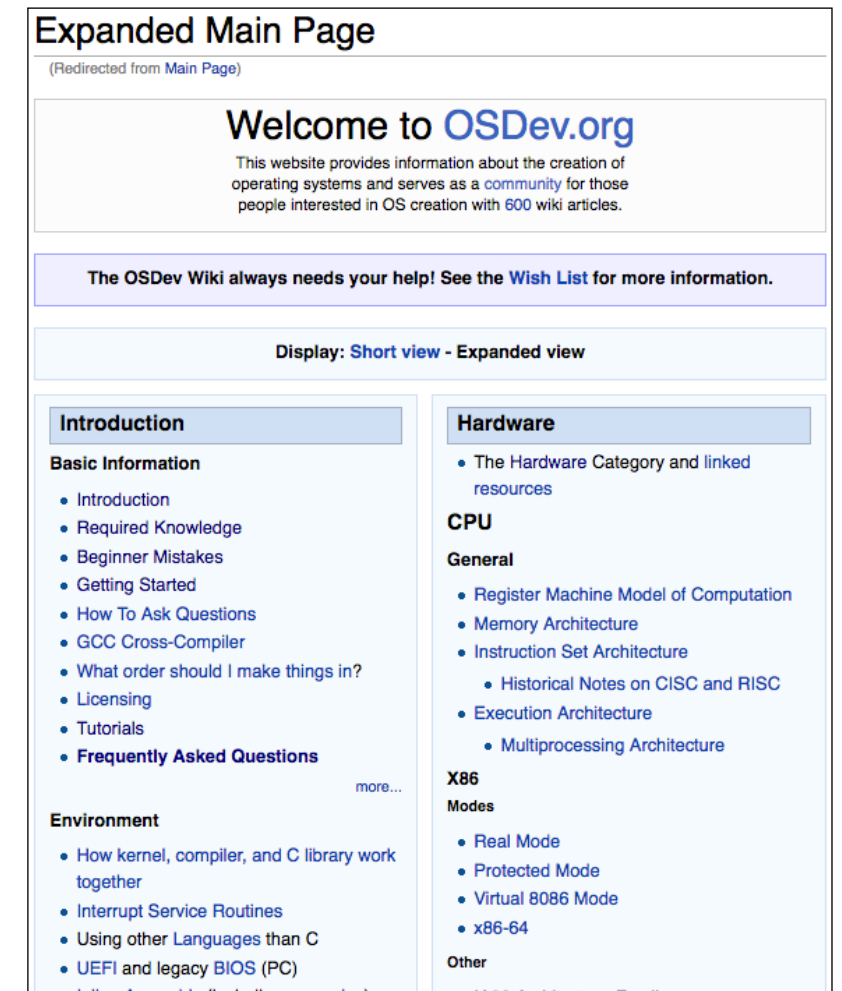 Expanded Main Page
(Redirected from Main Page)
Welcome to OSDev.org
This website provides information about the creation of
operating systems and serves as a community for those
people interested in OS creation with 600 wiki articles.
The OSDev Wiki always needs your help! See the Wish List for more information.
Display: Short view - Expanded view
Introduction
Basic Information
Introduction
Required Knowledge
Beginner Mistakes
Getting Started
How To Ask Questions
GCC Cross-Compiler
What order should I make things in?
Licensing
Tutorials
Frequently Asked Questions
more...
Environment
How kernel, compiler, and C library work
together
Interrupt Service Routines
Using other Languages than C
UEFI and legacy BIOS (PC)
Hardware
The Hardware Category and linked
resources
CPU
General
Register Machine Model of Computation
Memory Architecture
Instruction Set Architecture
Historical Notes on CISC and RISC
Execution Architecture
Multiprocessing Architecture
X86
Modes
Real Mode
Protected Mode
Virtual 8086 Mode
x86-64
Other